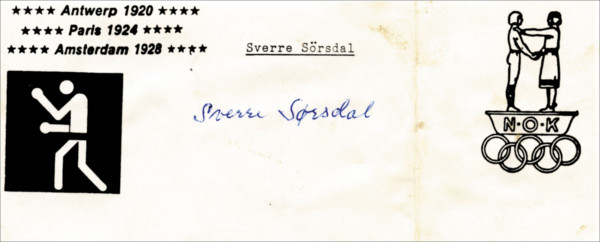 ★★★★ Antwerp 1920 ★★★★
★★★★ Paris 1924 ★★★★
★★★★ Amsterdam 1928 ★★★★
Sverre Sörsdal
Sverre Sørsdal
N·O·K